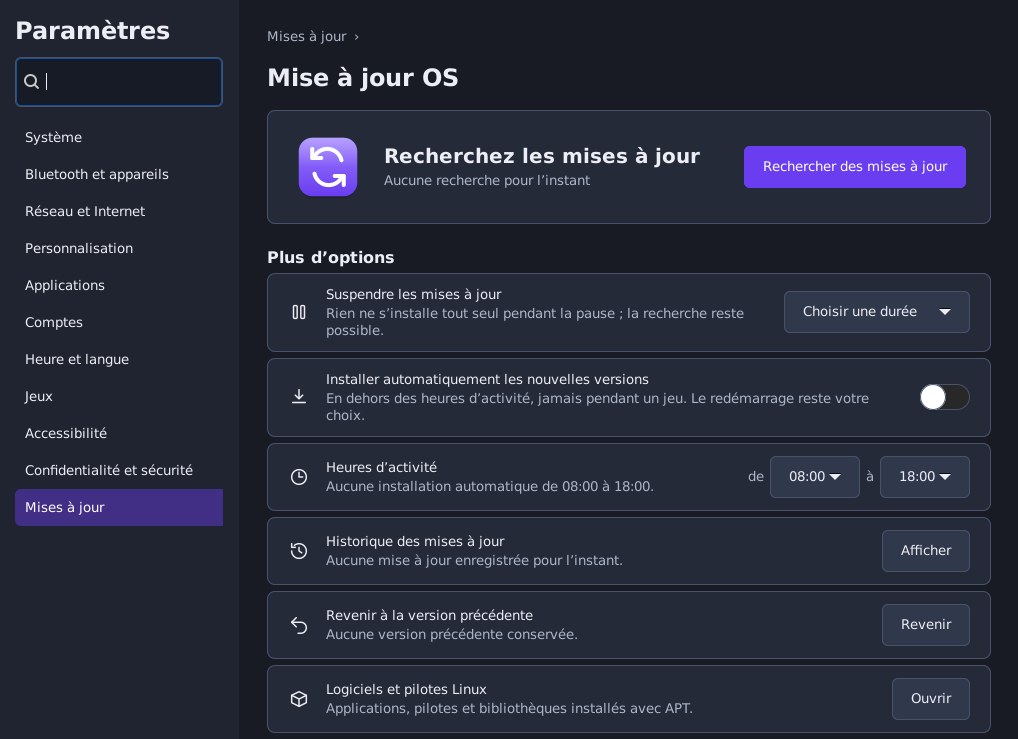 Paramètres
Système
Bluetooth et appareils
Réseau et Internet
Personnalisation
Applications
Comptes
Heure et langue
Jeux
Accessibilité
Confidentialité et sécurité
Mises à jour
Mises à jour ›
Mise à jour OS
Recherchez les mises à jour
Aucune recherche pour l’instant
Rechercher des mises à jour
Plus d’options
Suspendre les mises à jour
Rien ne s’installe tout seul pendant la pause ; la recherche reste
possible.
Choisir une durée
Installer automatiquement les nouvelles versions
En dehors des heures d’activité, jamais pendant un jeu. Le redémarrage reste votre
choix.
Heures d’activité
Aucune installation automatique de 08:00 à 18:00.
de 08:00 à 18:00
Historique des mises à jour
Aucune mise à jour enregistrée pour l’instant.
Afficher
Revenir à la version précédente
Aucune version précédente conservée.
Revenir
Logiciels et pilotes Linux
Applications, pilotes et bibliothèques installés avec APT.
Ouvrir